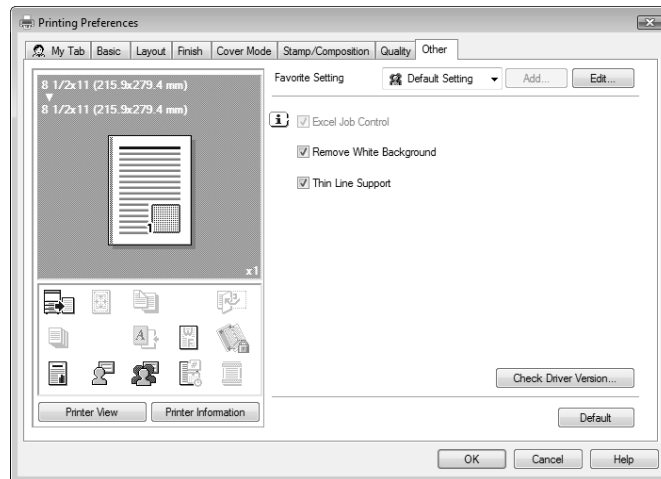 Printing Preferences
My Tab Basic Layout Finish Cover Mode Stamp/Composition Quality Other
8 1/2x11 (215.9x279.4 mm)
8 1/2x11 (215.9x279.4 mm)
1
x1
Printer View Printer Information
Favorite Setting Default Setting Add... Edit...
Excel Job Control
Remove White Background
Thin Line Support
Check Driver Version...
Default
OK Cancel Help